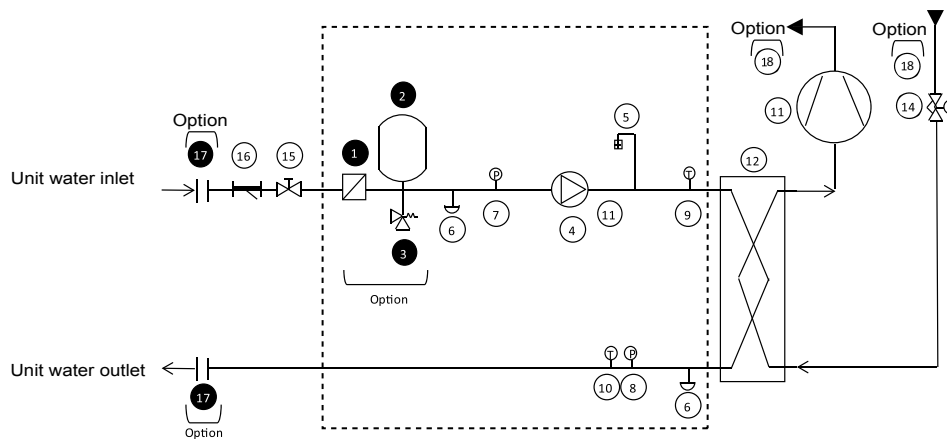 Option
Option
18
18
11
14
2
5
Option
17
16
15
1
12
Unit water inlet
P
T
6
7
4
11
9
3
Option
Unit water outlet
T
P
17
10
8
6
Option